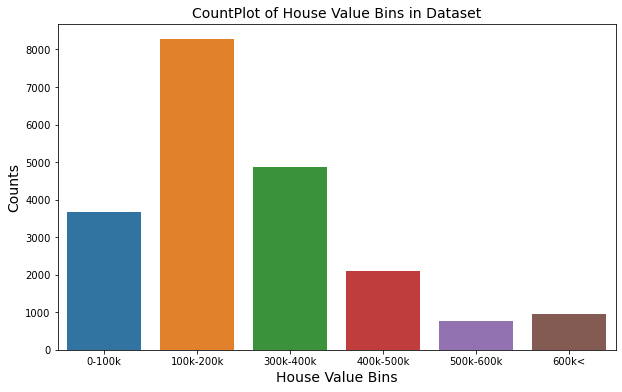 CountPlot of House Value Bins in Dataset
Counts
8000
7000
6000
5000
4000
3000
2000
1000
0
0-100k 100k-200k 300k-400k 400k-500k 500k-600k 600k<
House Value Bins